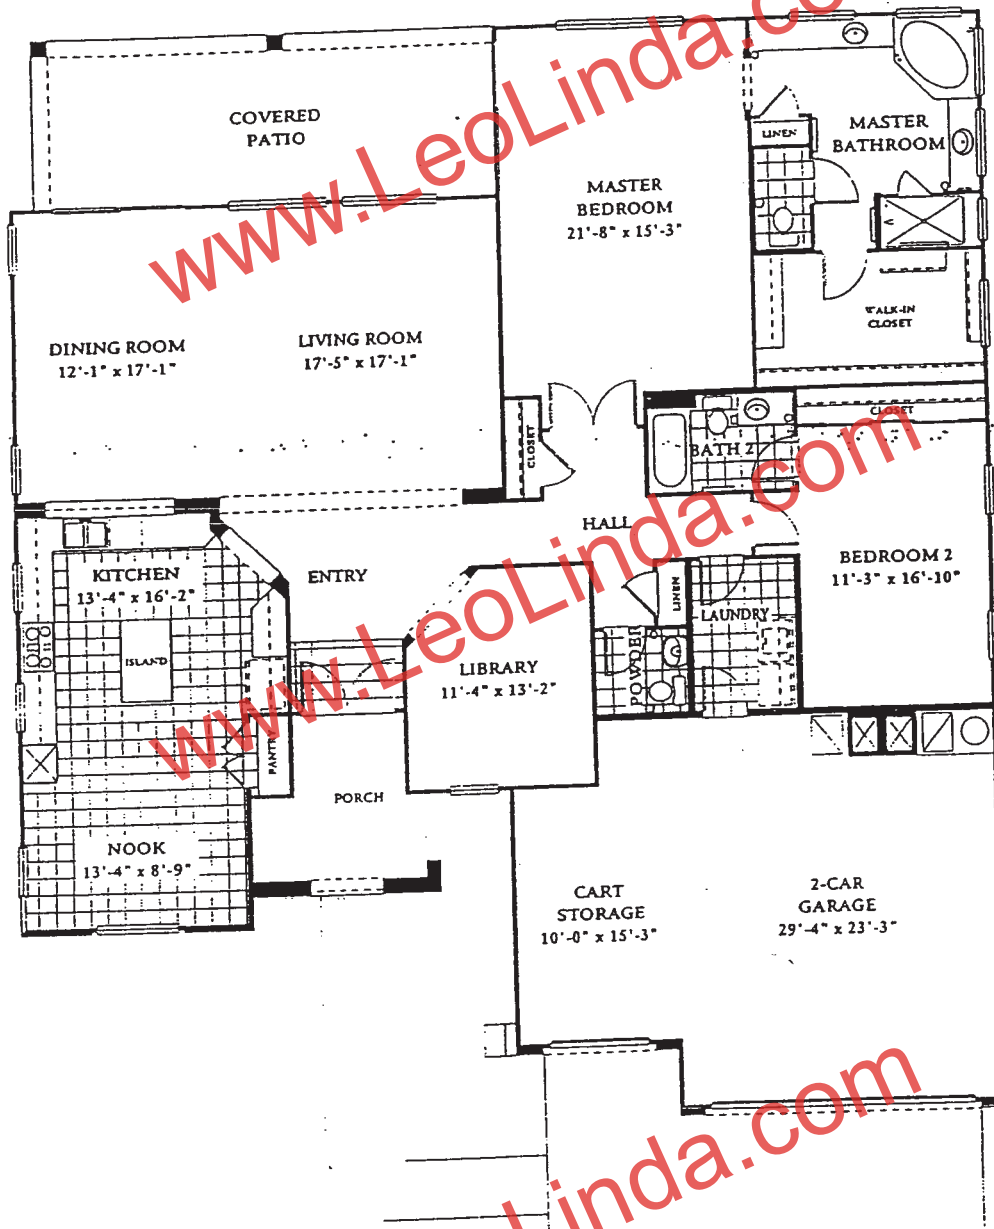 COVERED
PATIO
MASTER
BEDROOM
21'-8" x 15'-3"
LINEN
MASTER
BATHROOM
WALK-IN
CLOSET
CLOSET
DINING ROOM
12'-1" x 17'-1"
LIVING ROOM
17'-5" x 17'-1"
CLOSET
BATH 2
HALL
BEDROOM 2
11'-3" x 16'-10"
KITCHEN
13'-4" x 16'-2"
ENTRY
ISLAND
LIBRARY
11'-4" x 13'-2"
LINEN
LAUNDRY
POWDER
PANTRY
PORCH
NOOK
13'-4" x 8'-9"
CART
STORAGE
10'-0" x 15'-3"
2-CAR
GARAGE
29'-4" x 23'-3"
www.LeoLinda.com
www.LeoLinda.com
Linda.com